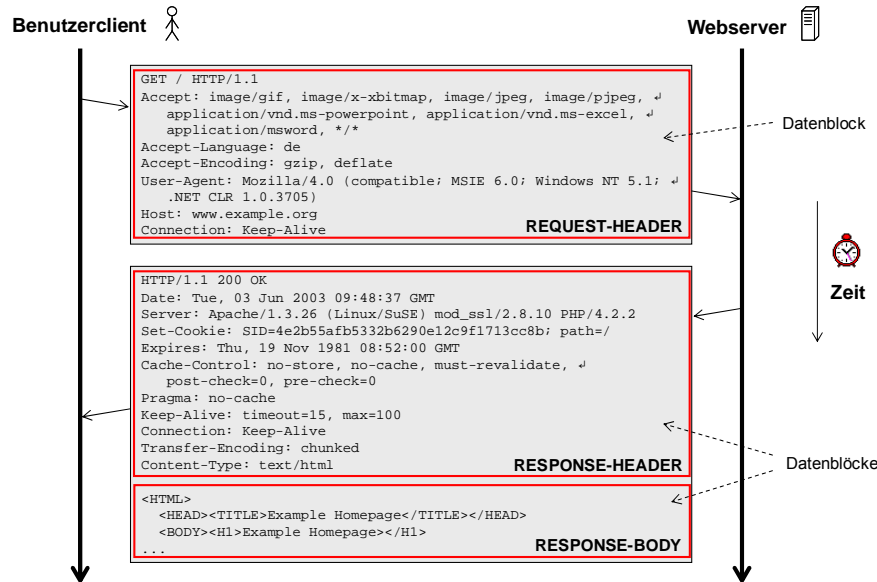 Benutzerclient
Webserver
GET / HTTP/1.1
Accept: image/gif, image/x-xbitmap, image/jpeg, image/pjpeg, ↲
application/vnd.ms-powerpoint, application/vnd.ms-excel, ↲
application/msword, */*
Accept-Language: de
Accept-Encoding: gzip, deflate
User-Agent: Mozilla/4.0 (compatible; MSIE 6.0; Windows NT 5.1; ↲
.NET CLR 1.0.3705)
Host: www.example.org
Connection: Keep-Alive
REQUEST-HEADER
Datenblock
Zeit
HTTP/1.1 200 OK
Date: Tue, 03 Jun 2003 09:48:37 GMT
Server: Apache/1.3.26 (Linux/SuSE) mod_ssl/2.8.10 PHP/4.2.2
Set-Cookie: SID=4e2b55afb5332b6290e12c9f1713cc8b; path=/
Expires: Thu, 19 Nov 1981 08:52:00 GMT
Cache-Control: no-store, no-cache, must-revalidate, ↲
post-check=0, pre-check=0
Pragma: no-cache
Keep-Alive: timeout=15, max=100
Connection: Keep-Alive
Transfer-Encoding: chunked
Content-Type: text/html
RESPONSE-HEADER
Datenblöcke
<HTML>
<HEAD><TITLE>Example Homepage</TITLE></HEAD>
<BODY><H1>Example Homepage></H1>
...
RESPONSE-BODY